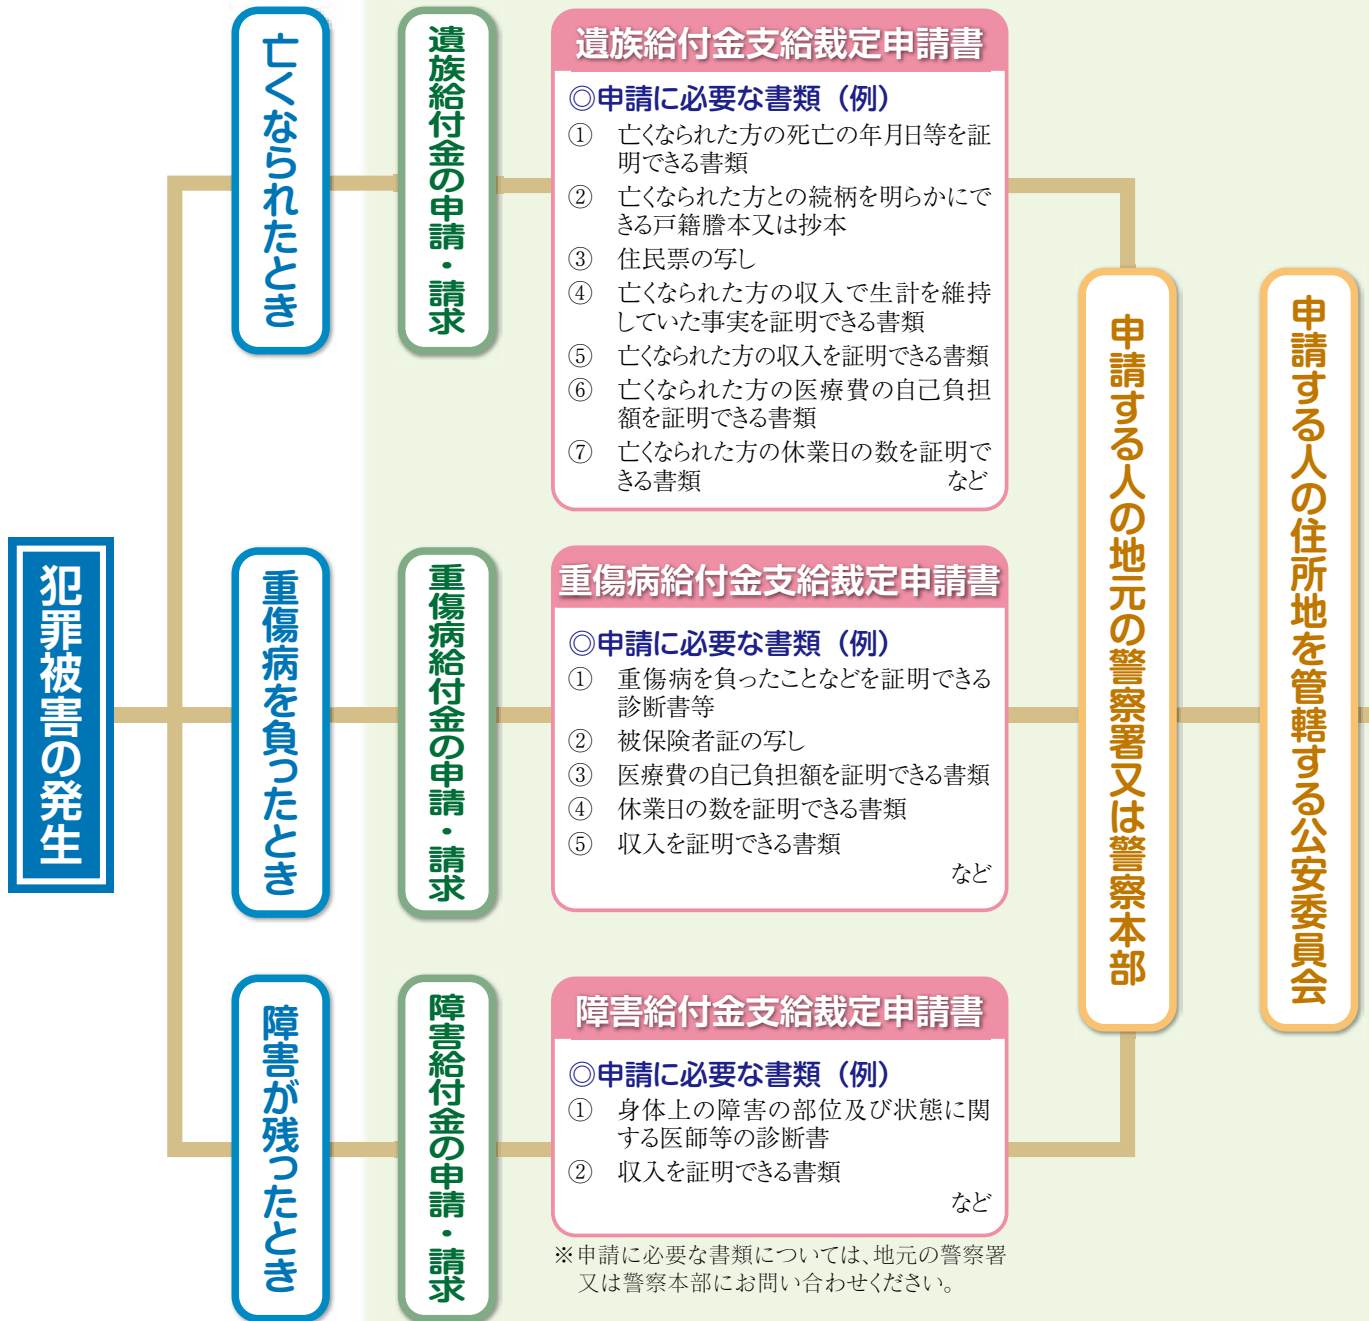 犯罪被害の発生
亡くなられたとき
遺族給付金の申請・請求
遺族給付金支給裁定申請書
◎申請に必要な書類（例）
① 亡くなられた方の死亡の年月日等を証
明できる書類
② 亡くなられた方との続柄を明らかにで
きる戸籍謄本又は抄本
③ 住民票の写し
④ 亡くなられた方の収入で生計を維持
していた事実を証明できる書類
⑤ 亡くなられた方の収入を証明できる書類
⑥ 亡くなられた方の医療費の自己負担
額を証明できる書類
⑦ 亡くなられた方の休業日の数を証明で
きる書類 など
重傷病を負ったとき
重傷病給付金の申請・請求
重傷病給付金支給裁定申請書
◎申請に必要な書類（例）
① 重傷病を負ったことなどを証明できる
診断書等
② 被保険者証の写し
③ 医療費の自己負担額を証明できる書類
④ 休業日の数を証明できる書類
⑤ 収入を証明できる書類
など
障害が残ったとき
障害給付金の申請・請求
障害給付金支給裁定申請書
◎申請に必要な書類（例）
① 身体上の障害の部位及び状態に関
する医師等の診断書
② 収入を証明できる書類
など
※申請に必要な書類については、地元の警察署
又は警察本部にお問い合わせください。
申請する人の地元の警察署又は警察本部
申請する人の住所地を管轄する公安委員会